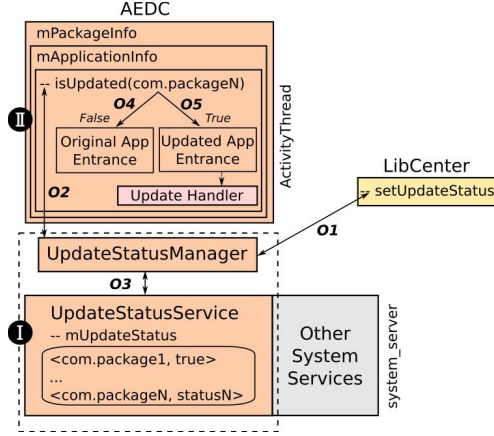 AEDC
mPackageInfo
mApplicationInfo
-- isUpdated(com.packageN)
O4
O5
False
True
II
Original App
Entrance
Updated App
Entrance
ActivityThread
Update Handler
O2
LibCenter
-- setUpdateStatus
O1
UpdateStatusManager
O3
I
UpdateStatusService
-- mUpdateStatus
<com.package1, true>
...
<com.packageN, statusN>
Other
System
Services
system_server